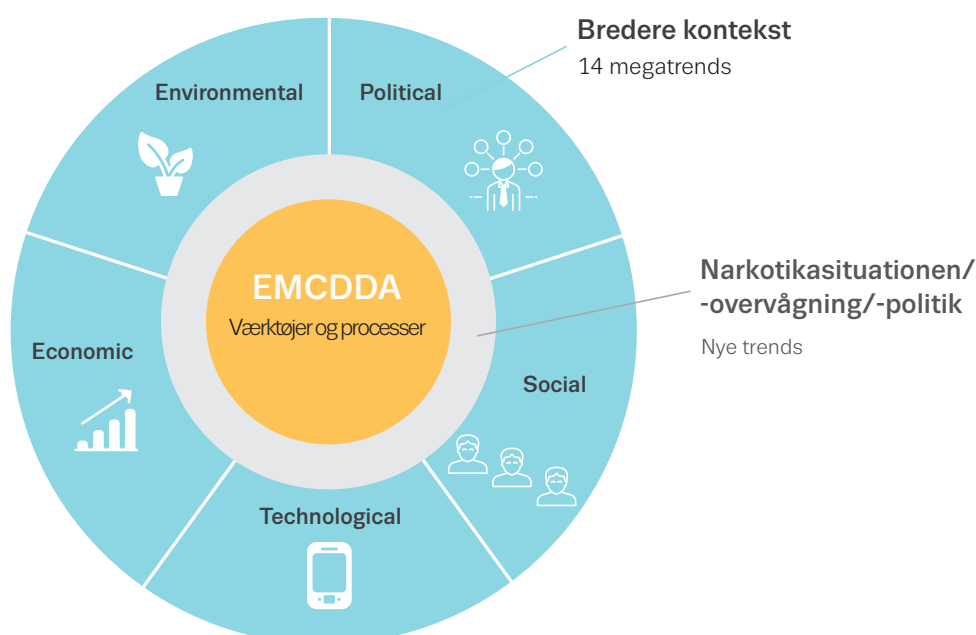 Bredere kontekst
14 megatrends
Environmental
Political
EMCDDA
Værktøjer og processer
Narkotikasituationen/
-overvågning/-politik
Nye trends
Economic
Social
Technological